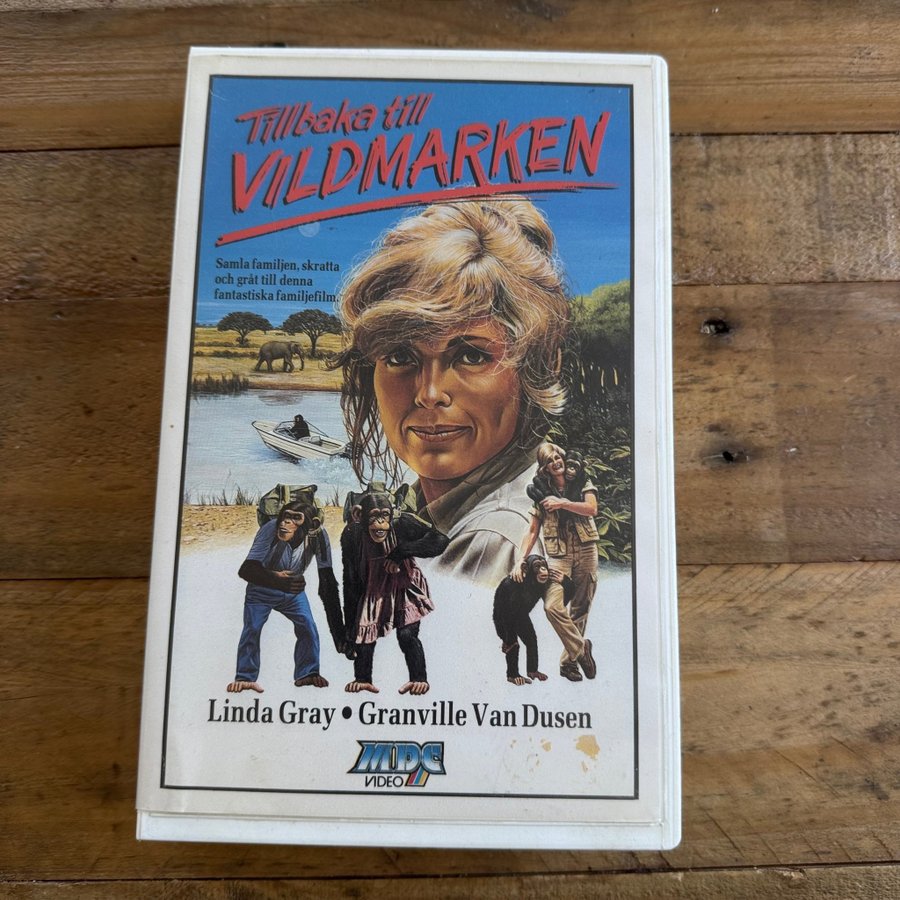 Tillbaka till
VILDMARKEN
Samla familjen, skratta
och gråt till denna
fantastiska familjefilm.
Linda Gray • Granville Van Dusen
MDC
VIDEO